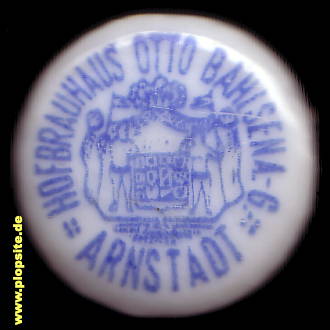 HOFBRAUHAUS OTTO BAHLSEN A-G.
= ARNSTADT =
www.plopsite.de